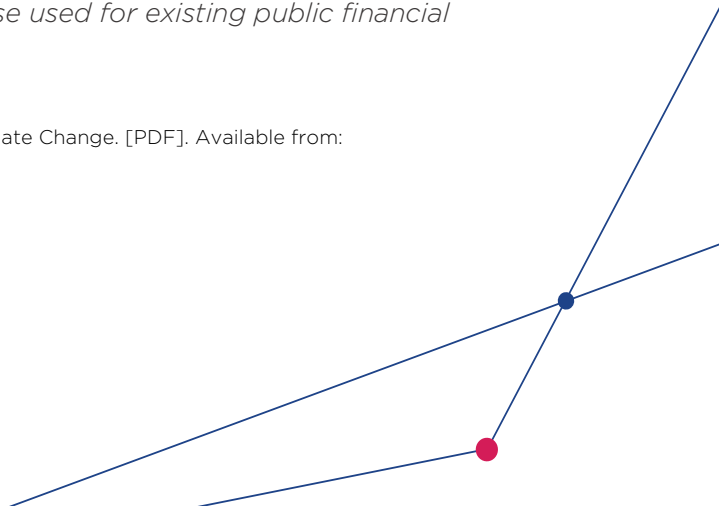 se used for existing public financial
ate Change. [PDF]. Available from: